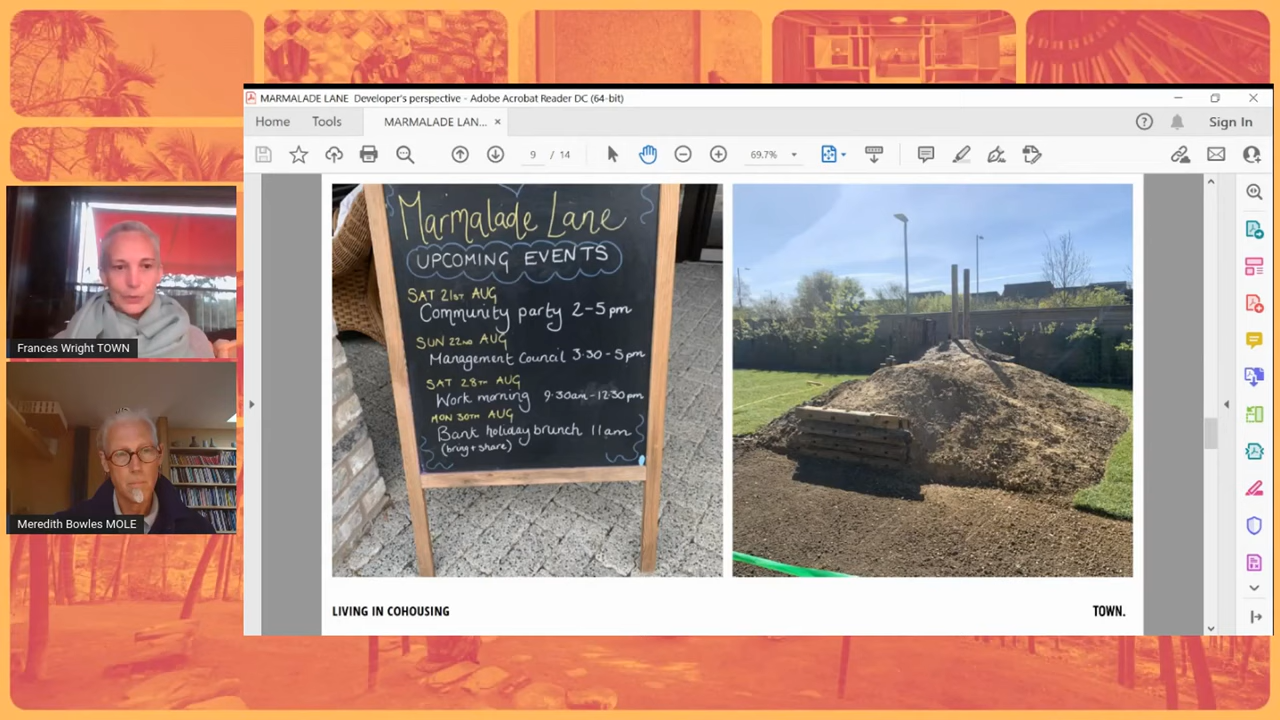 MARMALADE LANE Developer's perspective - Adobe Acrobat Reader DC (64-bit)
Home Tools MARMALADE LAN... × Sign In
9 / 14 69.7%
Marmalade Lane
UPCOMING EVENTS
SAT 21ST AUG
Community party 2-5pm
SUN 22ND AUG
Management Council 3.30-5pm
SAT 28TH AUG
Work morning 9.30am-12.30pm
MON 30TH AUG
Bank holiday brunch 11am
(bring + share)
LIVING IN COHOUSING
TOWN.
Frances Wright TOWN
Meredith Bowles MOLE